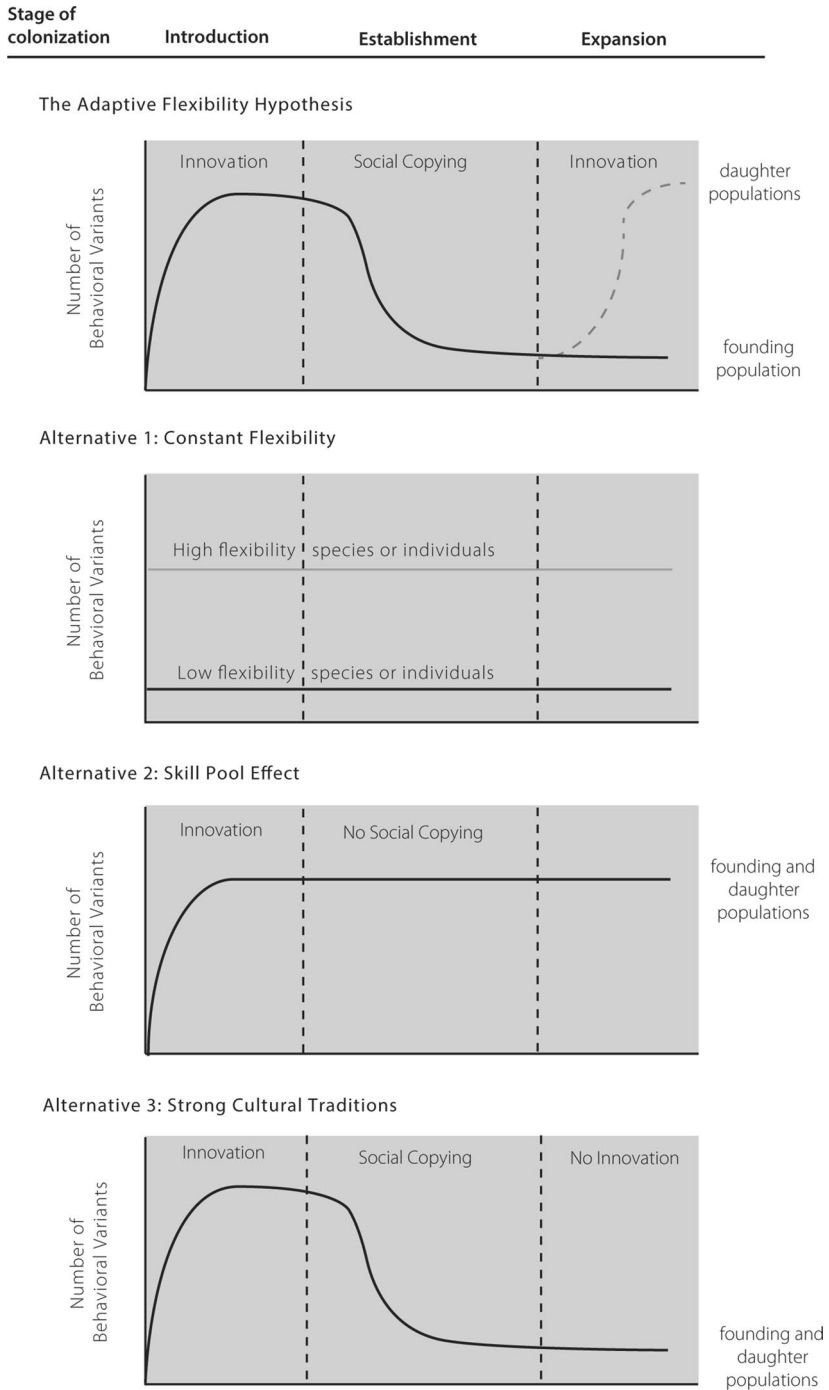 Stage of
colonization
Introduction
Establishment
Expansion
The Adaptive Flexibility Hypothesis
Number of
Behavioral Variants
Innovation
Social Copying
Innovation
daughter
populations
founding
population
Alternative 1: Constant Flexibility
Number of
Behavioral Variants
High flexibility species or individuals
Low flexibility species or individuals
Alternative 2: Skill Pool Effect
Number of
Behavioral Variants
Innovation
No Social Copying
founding and
daughter
populations
Alternative 3: Strong Cultural Traditions
Number of
Behavioral Variants
Innovation
Social Copying
No Innovation
founding and
daughter
populations